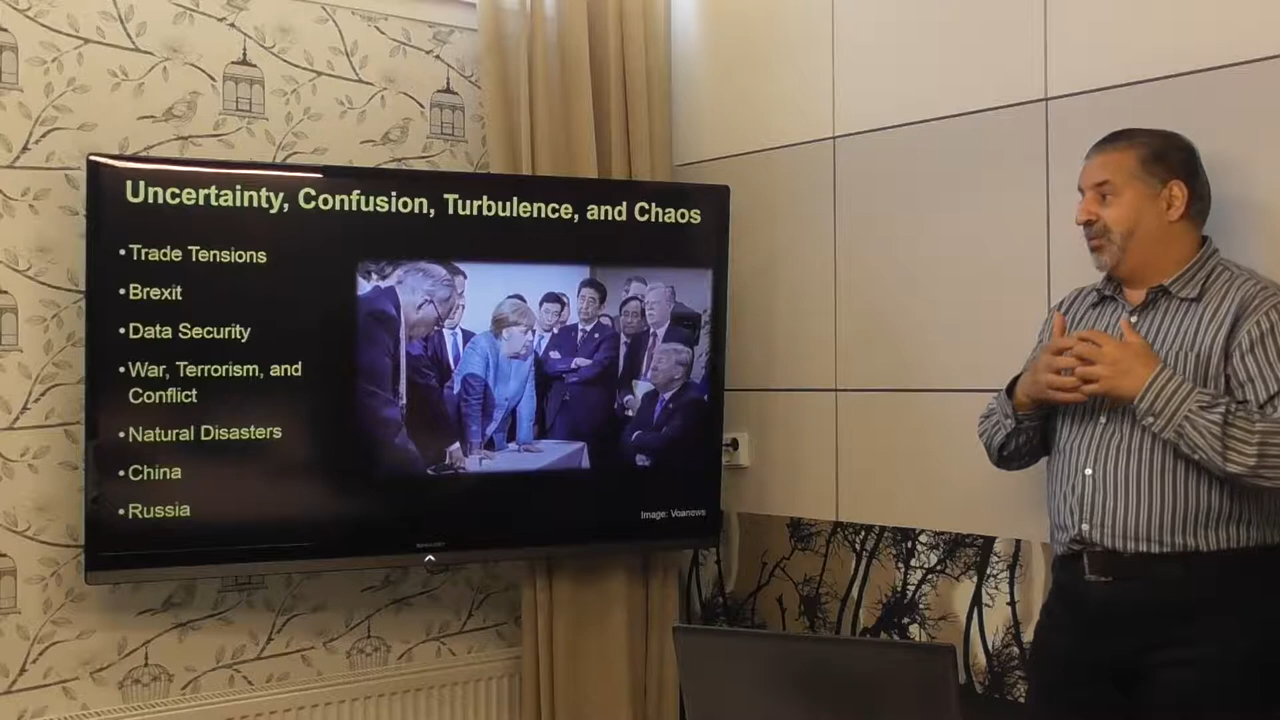 Uncertainty, Confusion, Turbulence, and Chaos
•Trade Tensions
•Brexit
•Data Security
•War, Terrorism, and
Conflict
•Natural Disasters
•China
•Russia
Image: Voanews